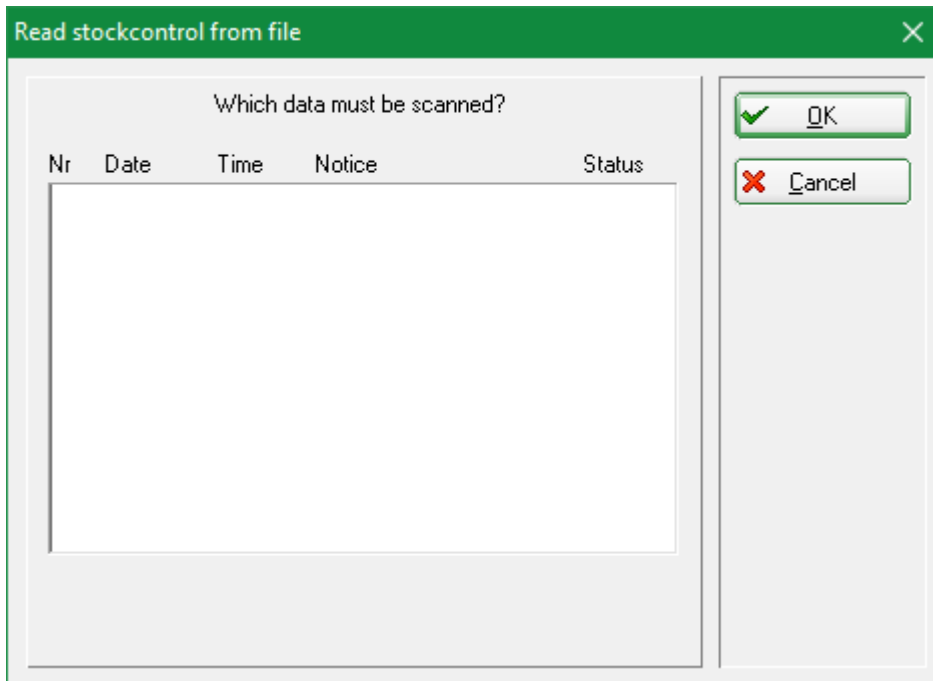 Read stockcontrol from file
Which data must be scanned?
Nr Date Time Notice Status
OK
Cancel